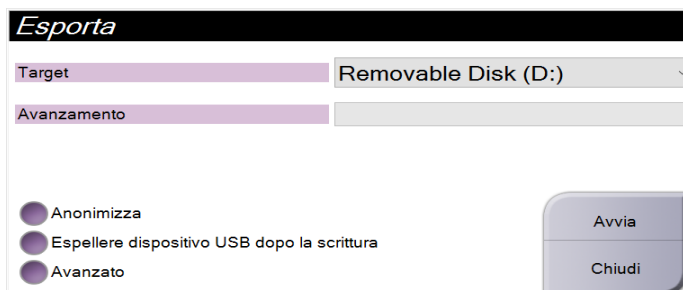 Esporta
Target Removable Disk (D:)
Avanzamento
Anonimizza
Espellere dispositivo USB dopo la scrittura
Avanzato
Avvia
Chiudi